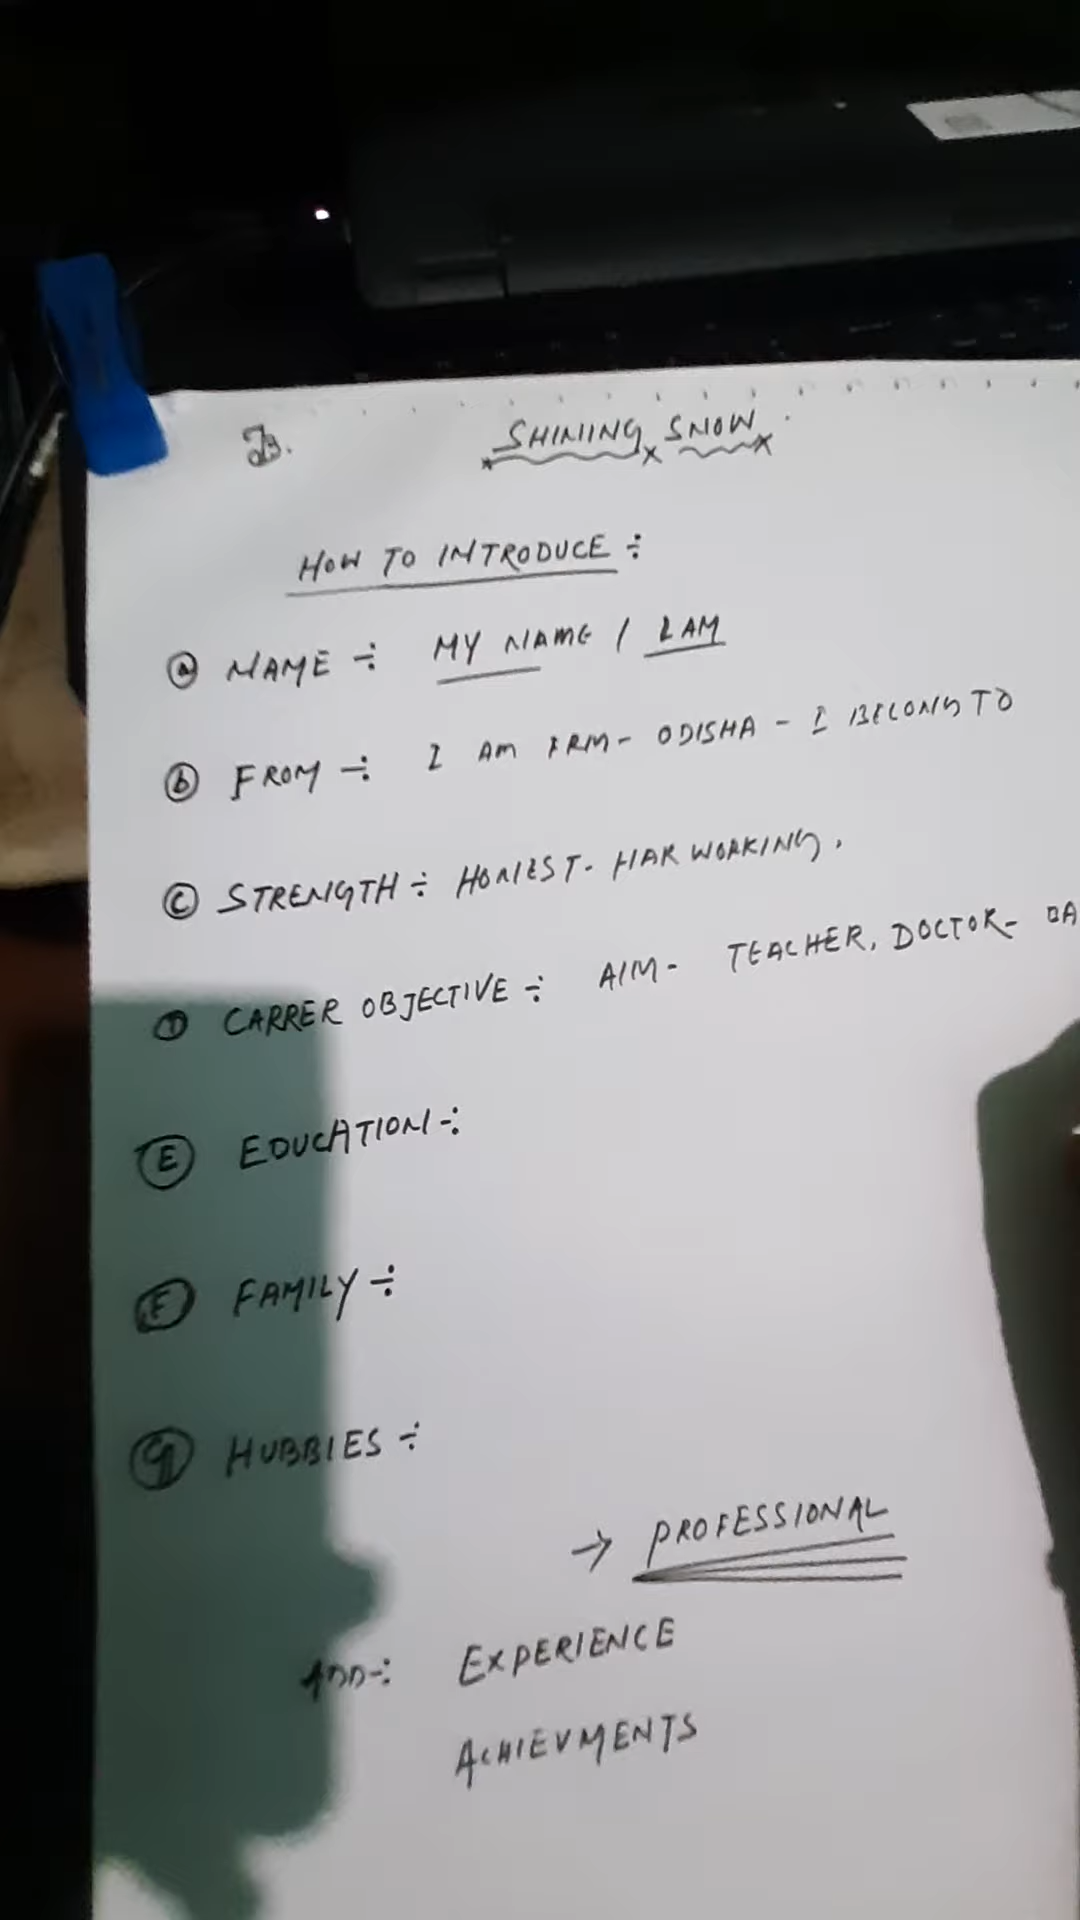 SHINING SNOW
HOW TO INTRODUCE ÷
(a) NAME ÷ MY NAME / I AM
(b) FROM ÷ I AM FRM - ODISHA - I BELONG TO
(C) STRENGTH ÷ HONEST - HAR WORKING.
(D) CARRER OBJECTIVE ÷ AIM - TEACHER, DOCTOR -
(E) EDUCATION ÷
(F) FAMILY ÷
(G) HUBBIES ÷
→ PROFESSIONAL
ADD ÷ EXPERIENCE
ACHIEVMENTS